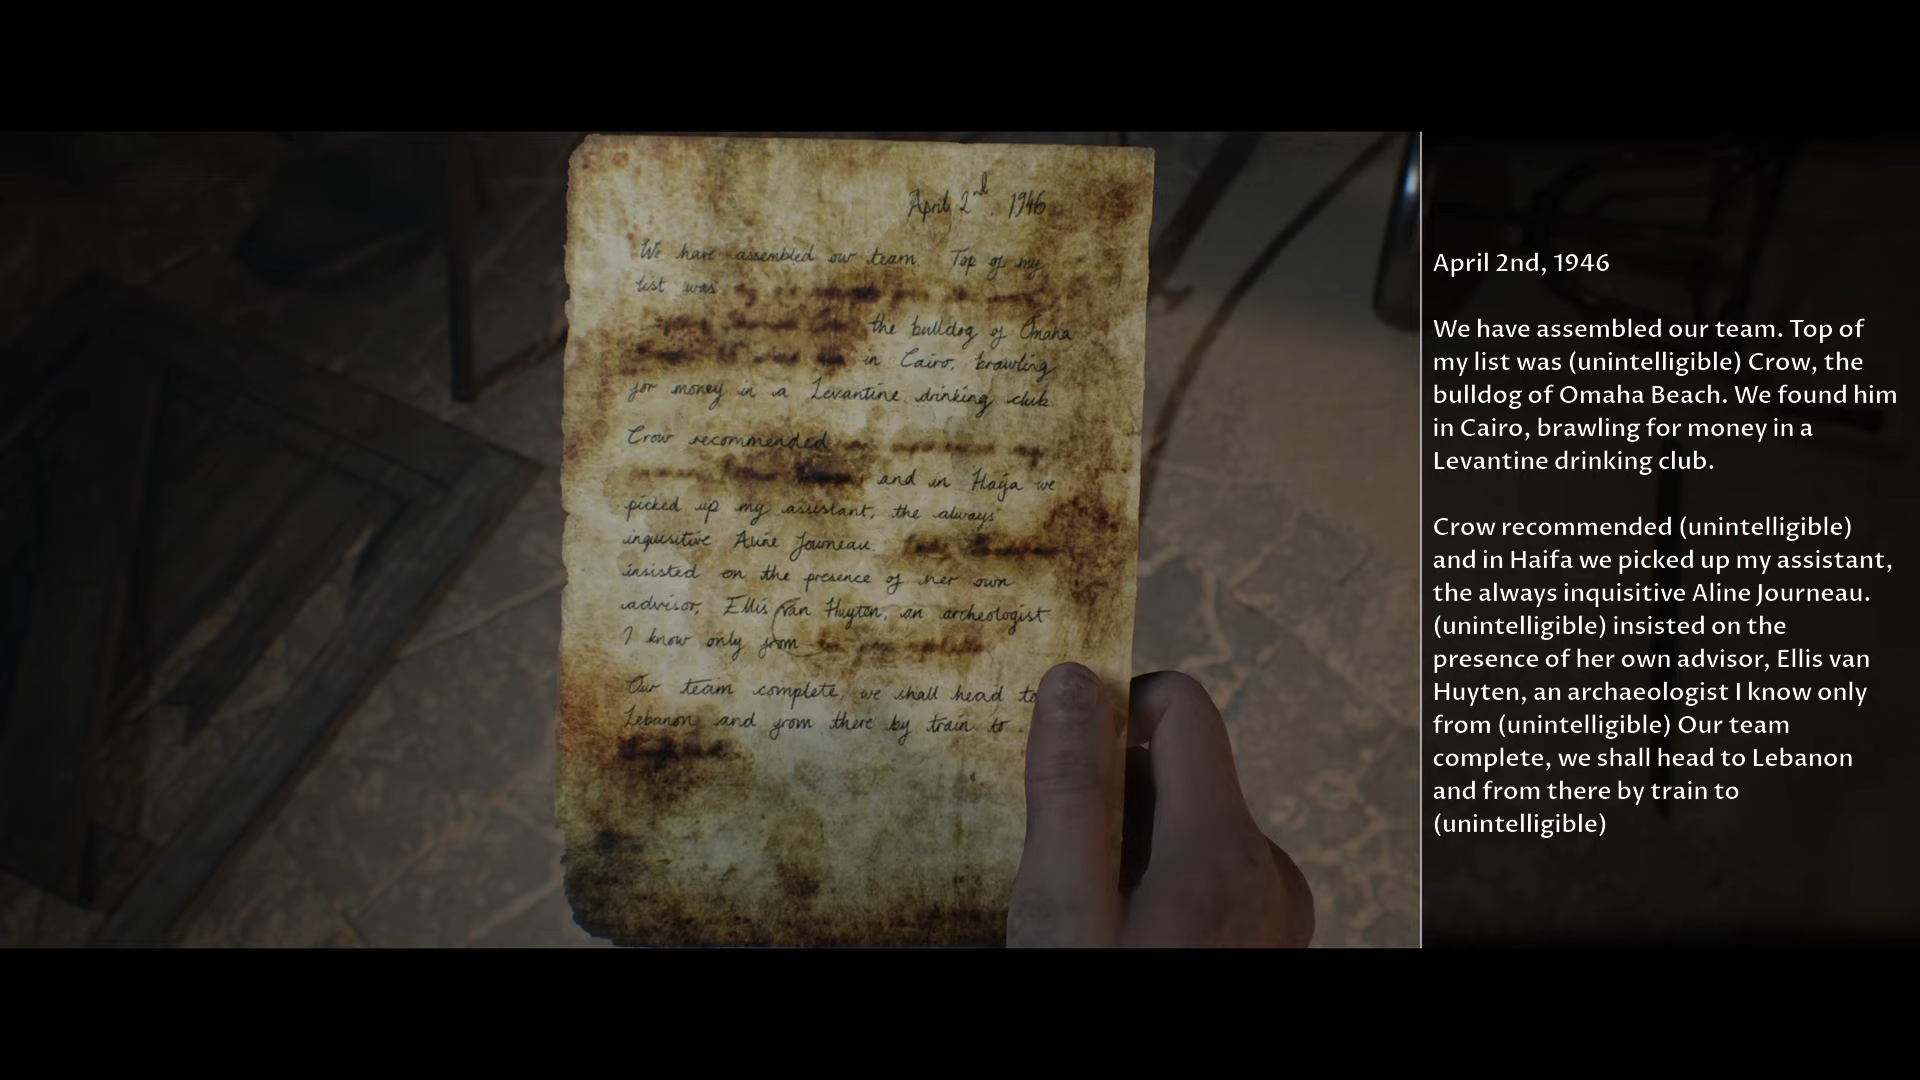 April 2nd. 1946
We have assembled our team. Top of my
list was
the bulldog of Omaha
in Cairo, brawling
for money in a Levantine drinking club.
Crow recommended
and in Haifa we
picked up my assistant, the always
inquisitive Aline Journeau.
insisted on the presence of her own
advisor, Ellis van Huyten, an archeologist
I know only from
Our team complete, we shall head to
Lebanon and from there by train to
April 2nd, 1946
We have assembled our team. Top of
my list was (unintelligible) Crow, the
bulldog of Omaha Beach. We found him
in Cairo, brawling for money in a
Levantine drinking club.
Crow recommended (unintelligible)
and in Haifa we picked up my assistant,
the always inquisitive Aline Journeau.
(unintelligible) insisted on the
presence of her own advisor, Ellis van
Huyten, an archaeologist I know only
from (unintelligible) Our team
complete, we shall head to Lebanon
and from there by train to
(unintelligible)